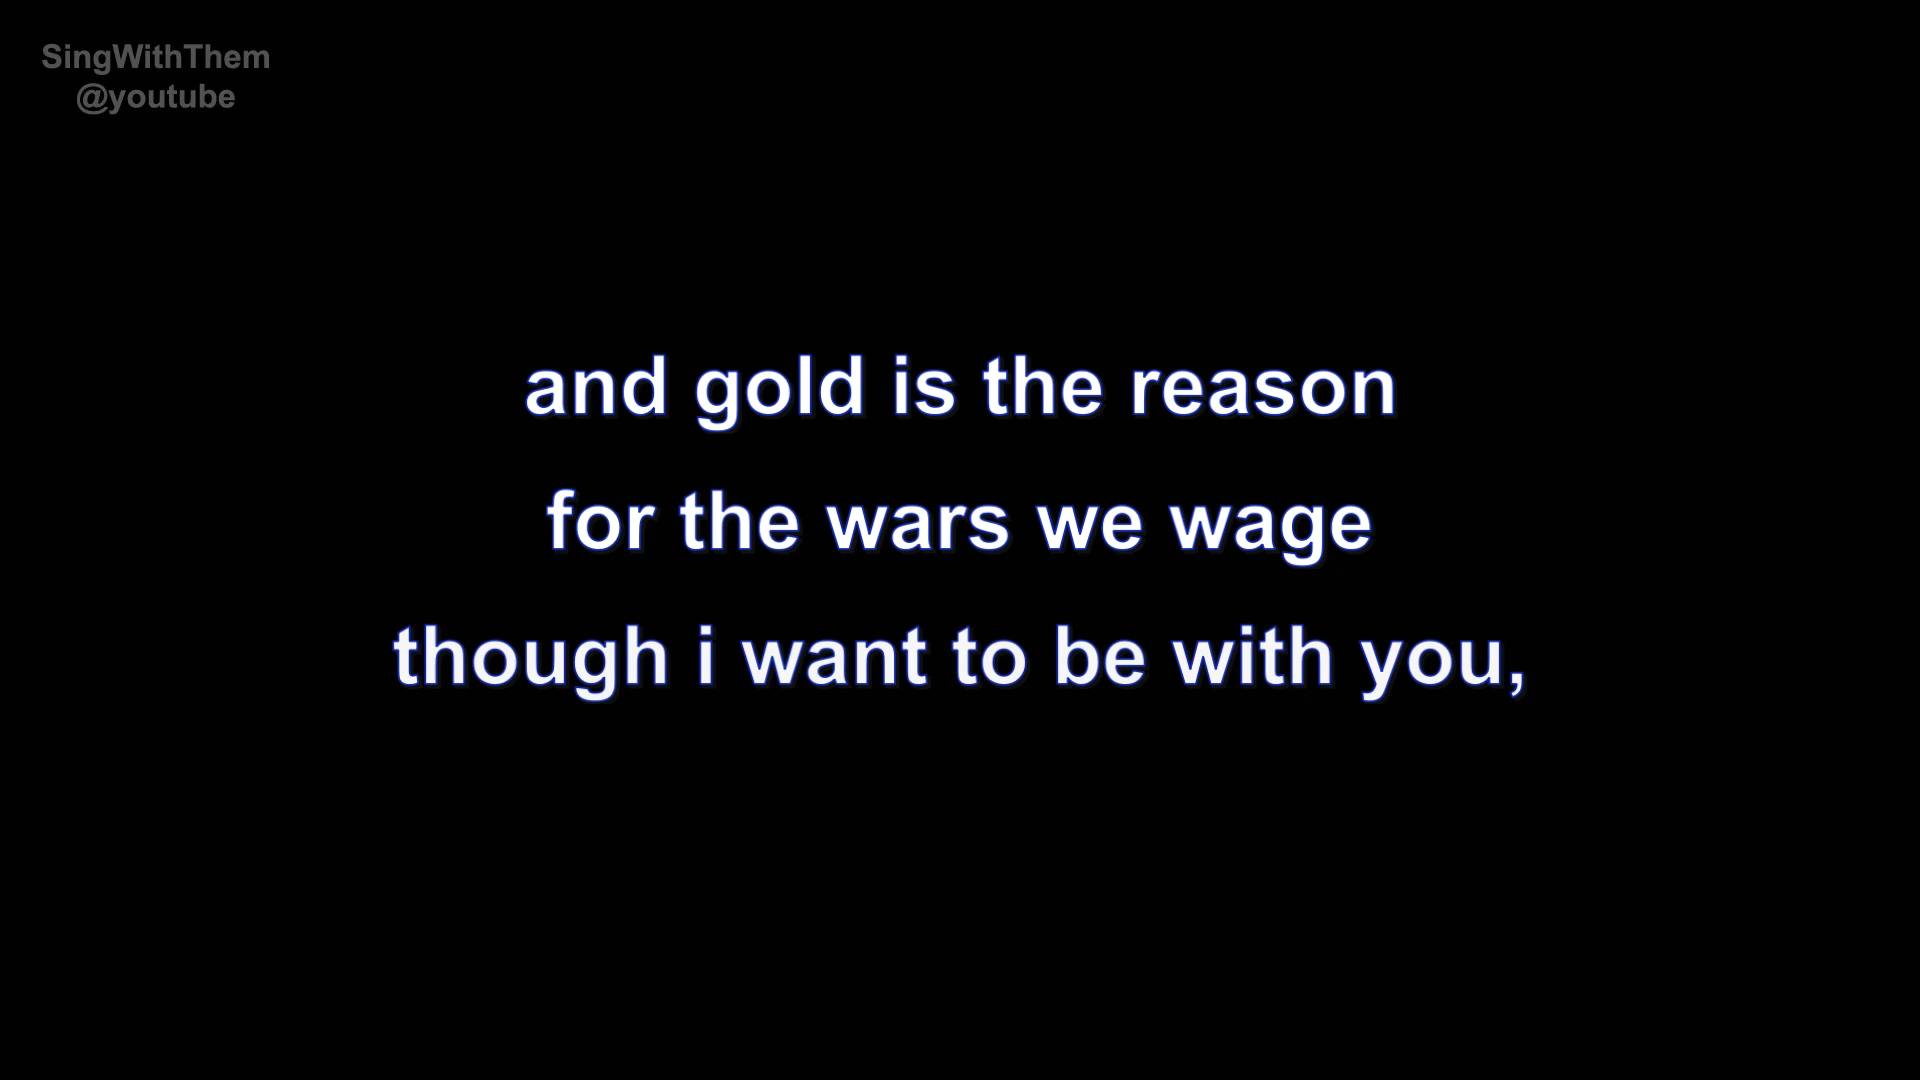 SingWithThem
@youtube
and gold is the reason
for the wars we wage
though i want to be with you,